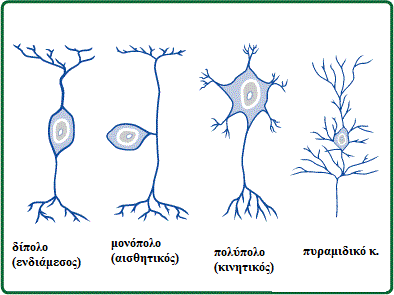 δίπολο
(ενδιάμεσος)
μονόπολο
(αισθητικός)
πολύπολο
(κινητικός)
πυραμιδικό κ.